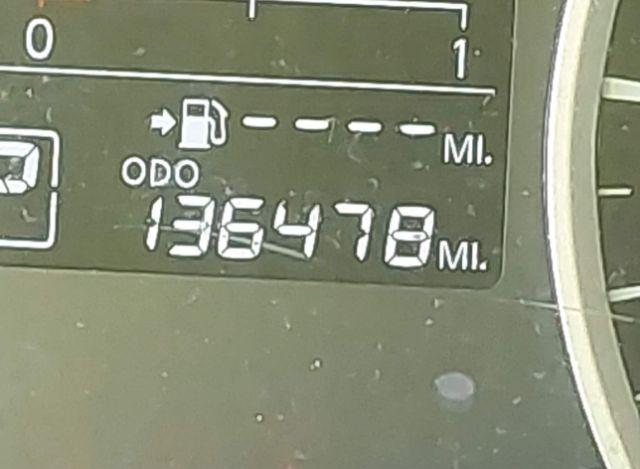 0 1
---- MI.
ODO
136478 MI.